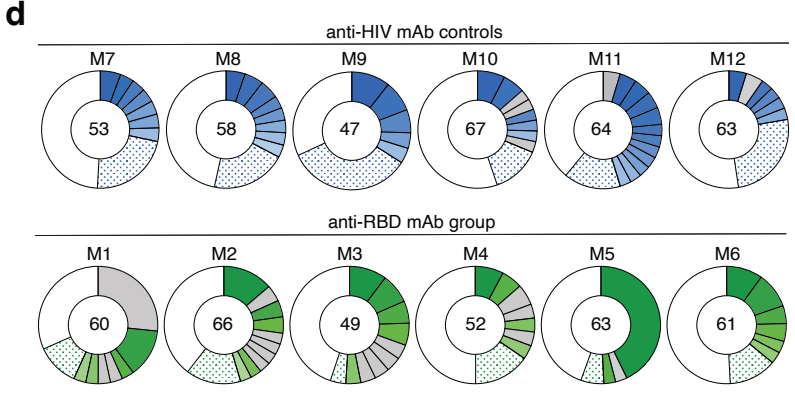 d
anti-HIV mAb controls
M7 M8 M9 M10 M11 M12
53 58 47 67 64 63
anti-RBD mAb group
M1 M2 M3 M4 M5 M6
60 66 49 52 63 61